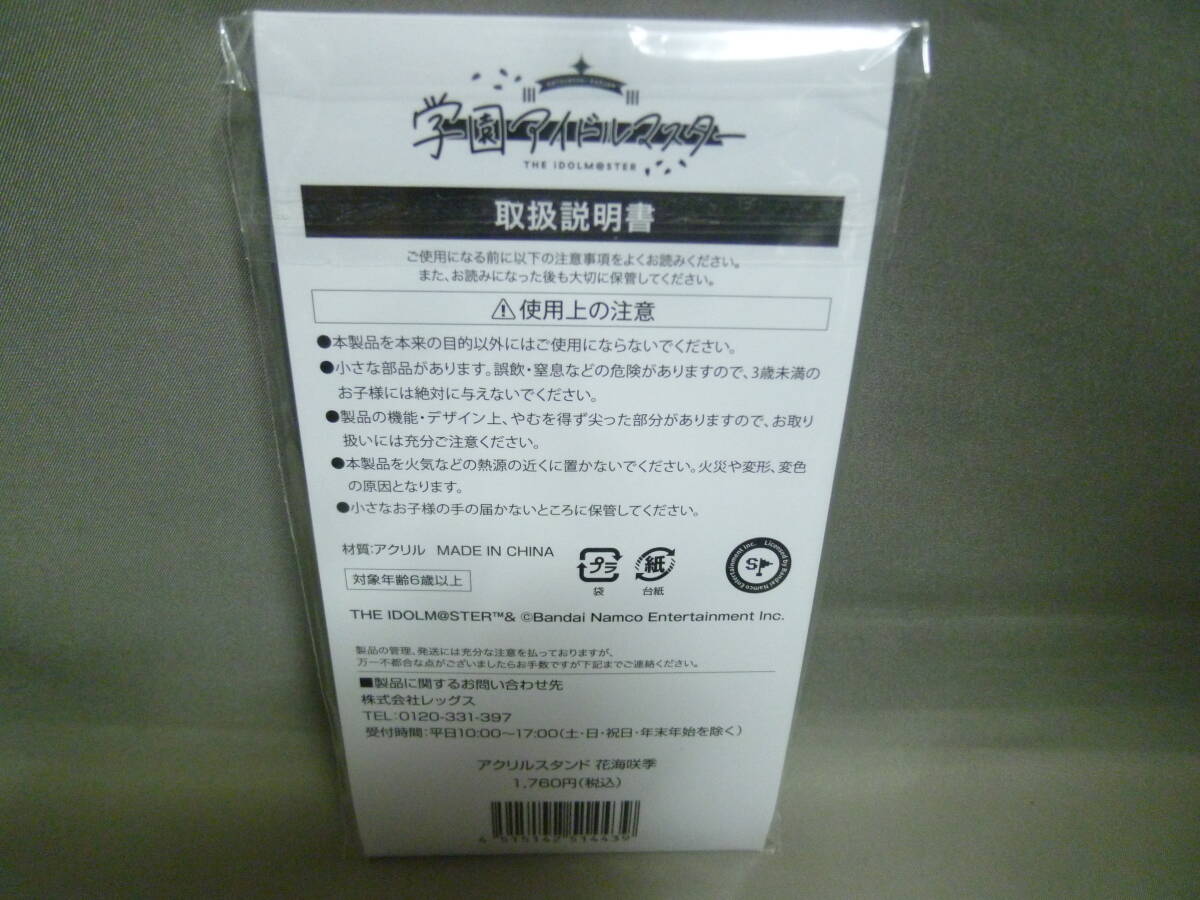 学園アイドルマスター
THE IDOLM@STER
取扱説明書
ご使用になる前に以下の注意事項をよくお読みください。
また、お読みになった後も大切に保管してください。
⚠使用上の注意
●本製品を本来の目的以外にはご使用にならないでください。
●小さな部品があります。誤飲・窒息などの危険がありますので、3歳未満の
お子様には絶対に与えないでください。
●製品の機能・デザイン上、やむを得ず尖った部分がありますので、お取り
扱いには充分ご注意ください。
●本製品を火気などの熱源の近くに置かないでください。火災や変形、変色
の原因となります。
●小さなお子様の手の届かないところに保管してください。
材質:アクリル MADE IN CHINA
プラ
袋
紙
台紙
Licensed by Bandai Namco Entertainment Inc.
対象年齢6歳以上
THE IDOLM@STER™& ©Bandai Namco Entertainment Inc.
製品の管理、発送には充分な注意を払っておりますが、
万一不都合な点がございましたらお手数ですが下記までご連絡ください。
■製品に関するお問い合わせ先
株式会社レッグス
TEL:0120-331-397
受付時間:平日10:00〜17:00(土・日・祝日・年末年始を除く)
アクリルスタンド 花海咲季
1,760円(税込)
4 515142 514439